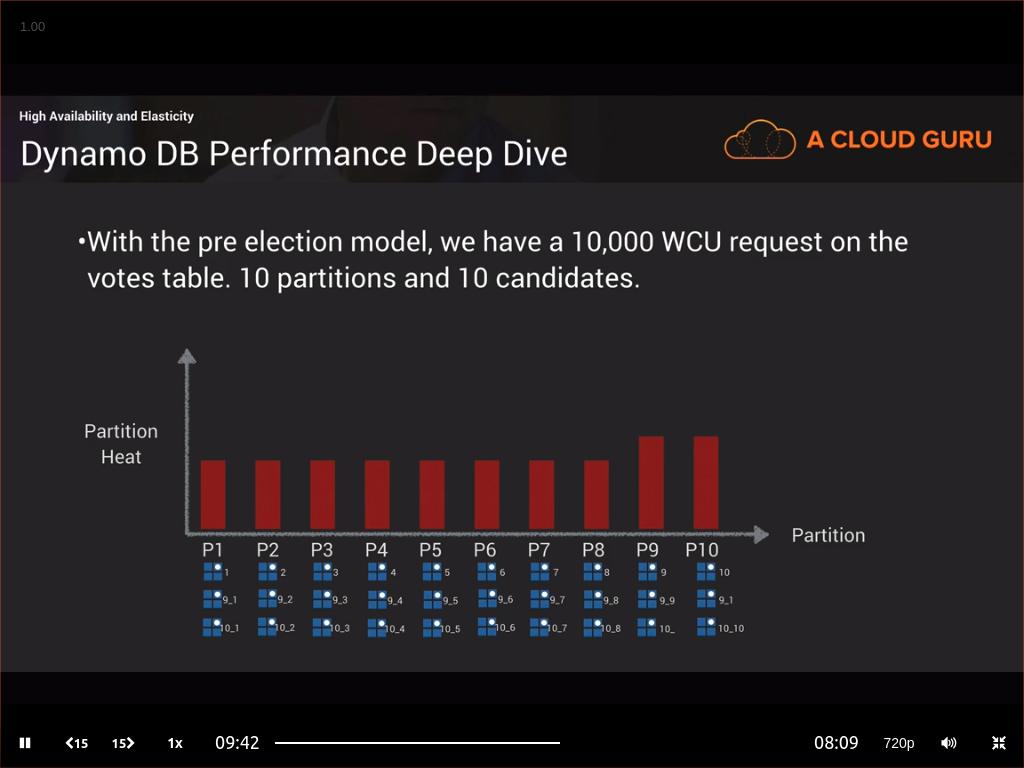 1.00
High Availability and Elasticity
Dynamo DB Performance Deep Dive
A CLOUD GURU
•With the pre election model, we have a 10,000 WCU request on the
votes table. 10 partitions and 10 candidates.
Partition
Heat
Partition
P1 P2 P3 P4 P5 P6 P7 P8 P9 P10
1 2 3 4 5 6 7 8 9 10
9_1 9_2 9_3 9_4 9_5 9_6 9_7 9_8 9_9 9_1
10_1 10_2 10_3 10_4 10_5 10_6 10_7 10_8 10_ 10_10
15 15 1x 09:42 08:09 720p